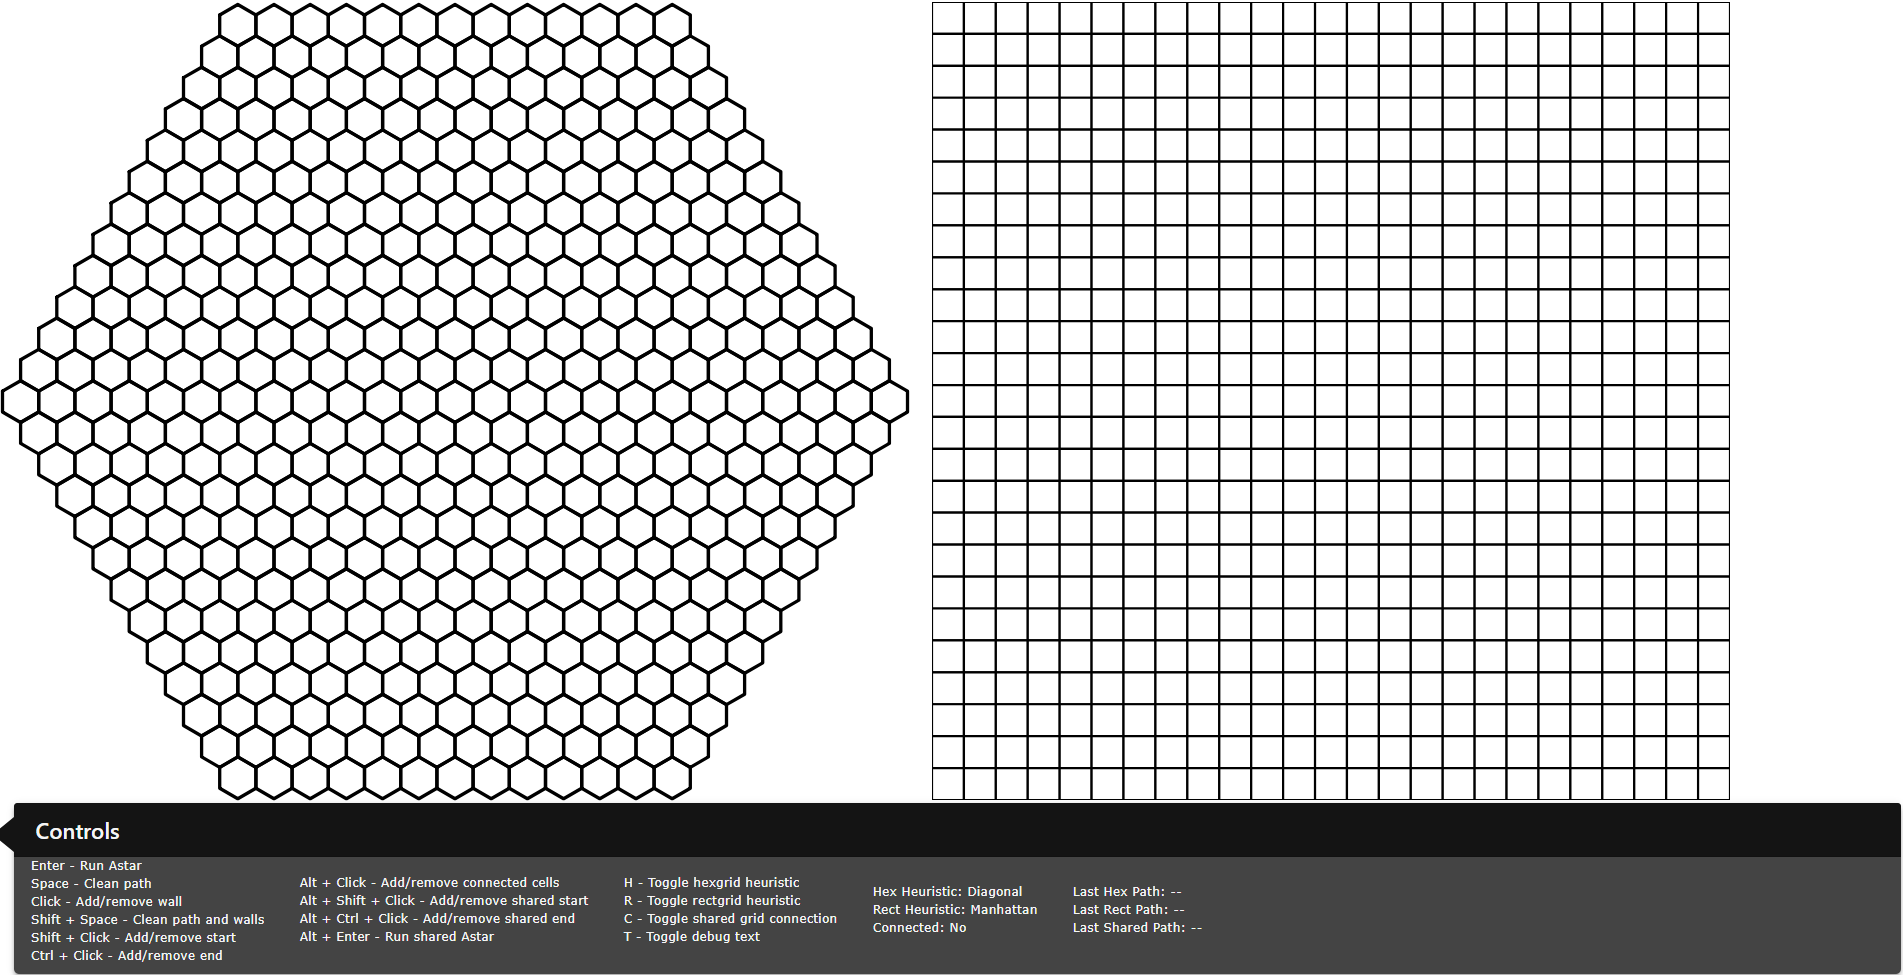 Controls
Enter - Run Astar
Space - Clean path
Click - Add/remove wall
Shift + Space - Clean path and walls
Shift + Click - Add/remove start
Ctrl + Click - Add/remove end
Alt + Click - Add/remove connected cells
Alt + Shift + Click - Add/remove shared start
Alt + Ctrl + Click - Add/remove shared end
Alt + Enter - Run shared Astar
H - Toggle hexgrid heuristic
R - Toggle rectgrid heuristic
C - Toggle shared grid connection
T - Toggle debug text
Hex Heuristic: Diagonal
Rect Heuristic: Manhattan
Connected: No
Last Hex Path: --
Last Rect Path: --
Last Shared Path: --